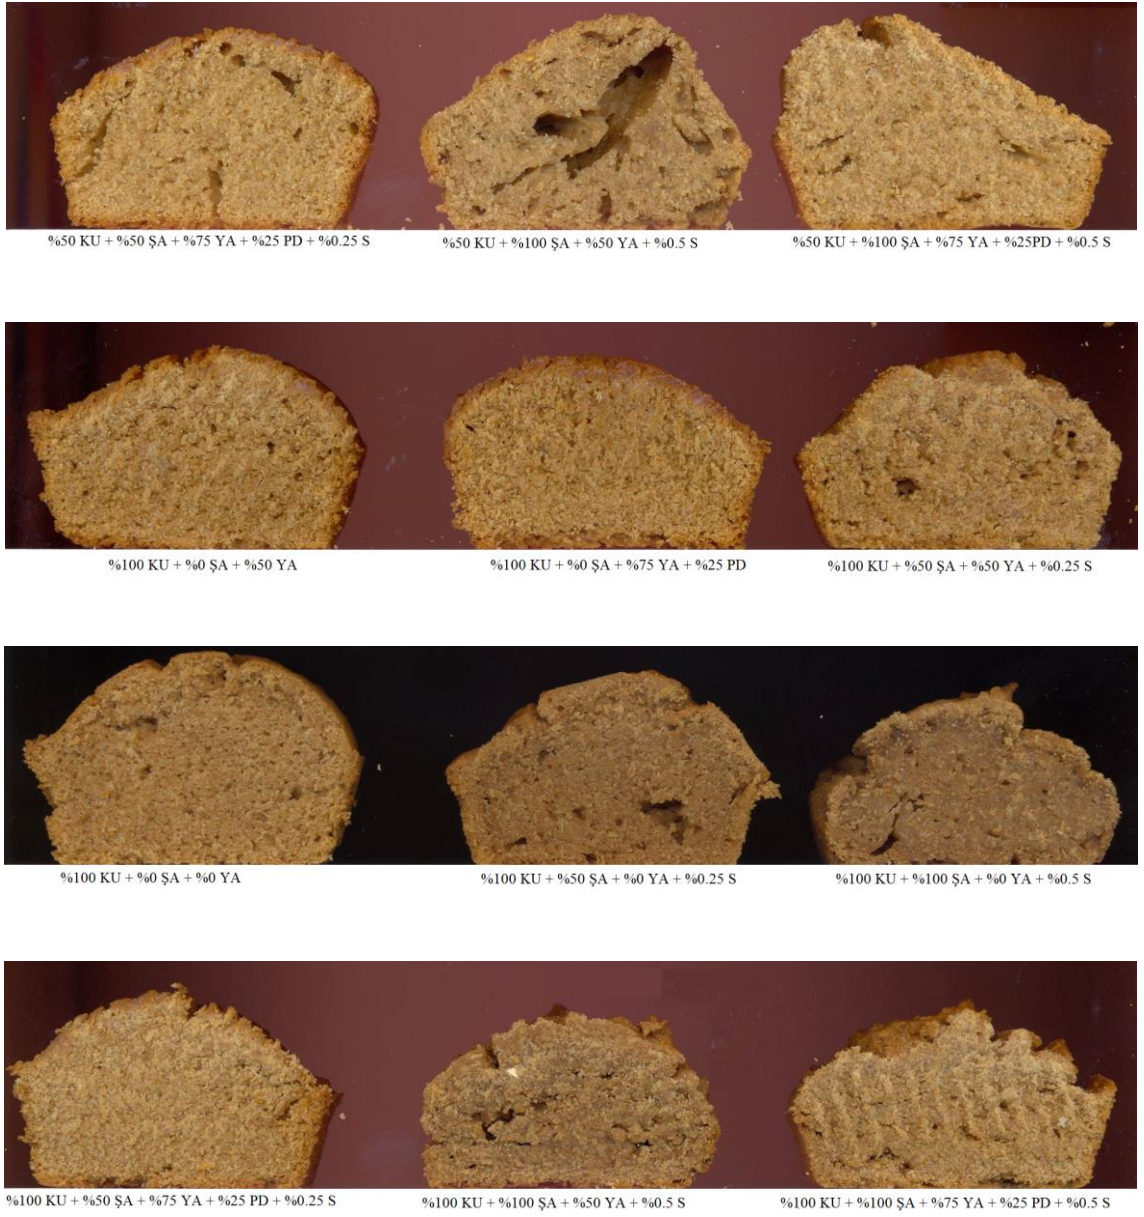 %50 KU + %50 ŞA + %75 YA + %25 PD + %0.25 S
%50 KU + %100 ŞA + %50 YA + %0.5 S
%50 KU + %100 ŞA + %75 YA + %25PD + %0.5 S
%100 KU + %0 ŞA + %50 YA
%100 KU + %0 ŞA + %75 YA + %25 PD
%100 KU + %50 ŞA + %50 YA + %0.25 S
%100 KU + %0 ŞA + %0 YA
%100 KU + %50 ŞA + %0 YA + %0.25 S
%100 KU + %100 ŞA + %0 YA + %0.5 S
%100 KU + %50 ŞA + %75 YA + %25 PD + %0.25 S
%100 KU + %100 ŞA + %50 YA + %0.5 S
%100 KU + %100 ŞA + %75 YA + %25 PD + %0.5 S